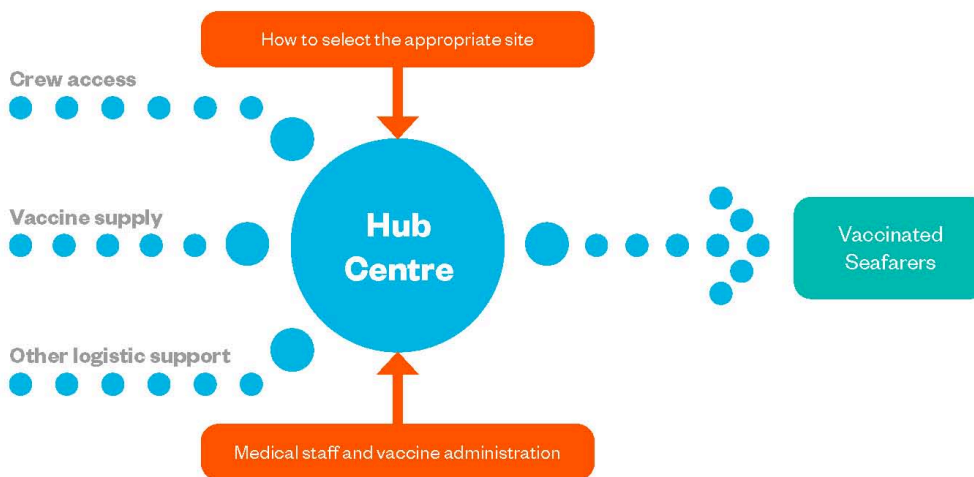 How to select the appropriate site
Crew access
Vaccine supply
Hub
Centre
Vaccinated
Seafarers
Other logistic support
Medical staff and vaccine administration